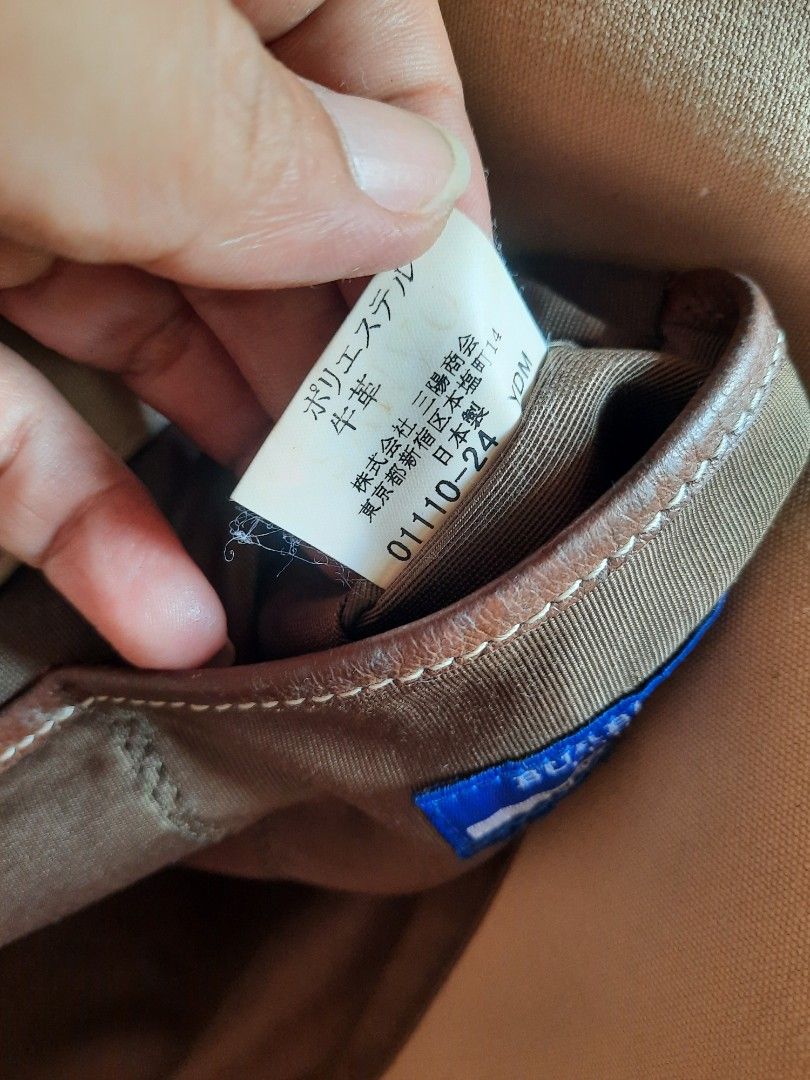 ポリエステル
牛革
株式会社 三陽商会
東京都新宿区本塩町14
日本製
YDM
01110-24